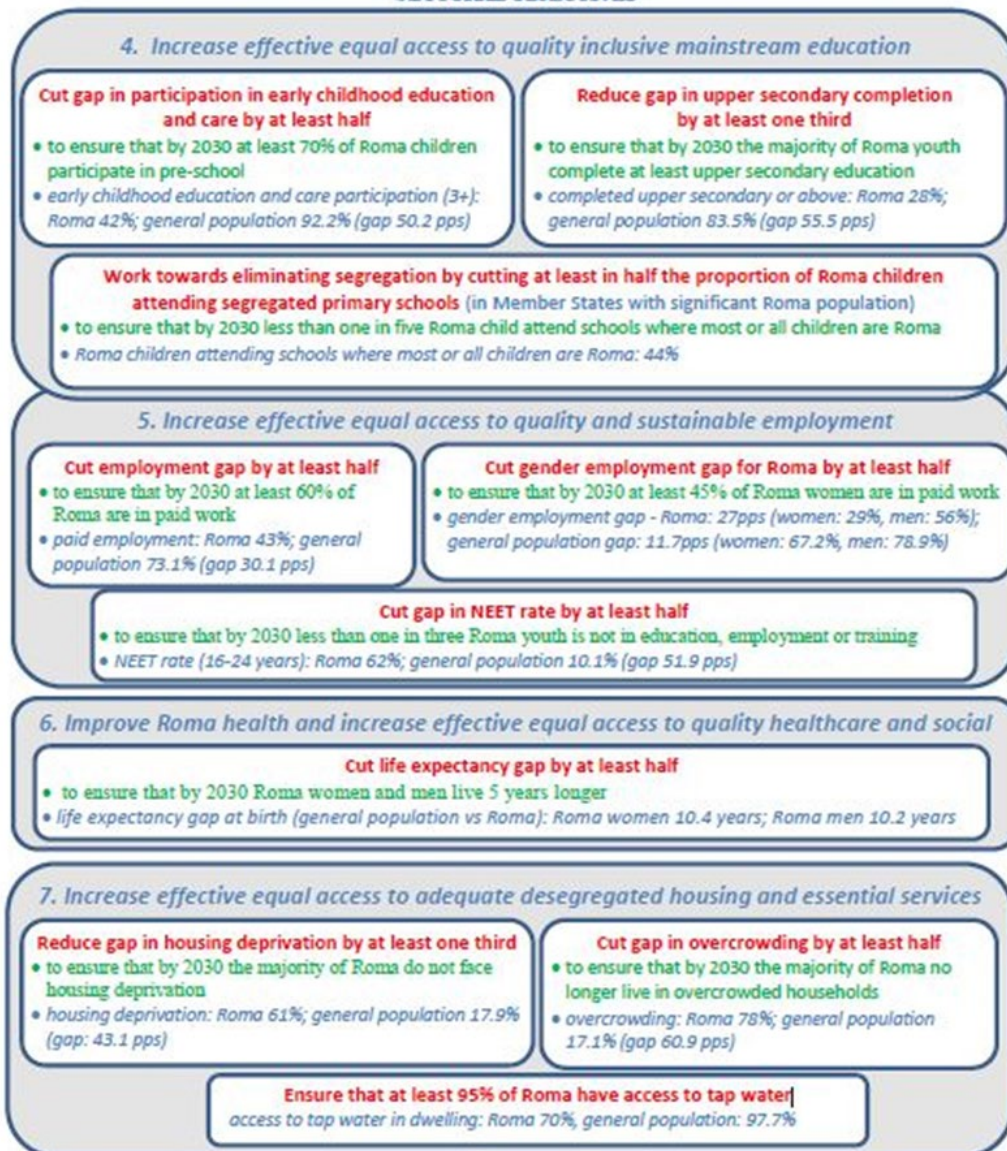 4. Increase effective equal access to quality inclusive mainstream education
Cut gap in participation in early childhood education
and care by at least half
• to ensure that by 2030 at least 70% of Roma children
participate in pre-school
• early childhood education and care participation (3+):
Roma 42%; general population 92.2% (gap 50.2 pps)
Reduce gap in upper secondary completion
by at least one third
• to ensure that by 2030 the majority of Roma youth
complete at least upper secondary education
• completed upper secondary or above: Roma 28%;
general population 83.5% (gap 55.5 pps)
Work towards eliminating segregation by cutting at least in half the proportion of Roma children
attending segregated primary schools (in Member States with significant Roma population)
• to ensure that by 2030 less than one in five Roma child attend schools where most or all children are Roma
• Roma children attending schools where most or all children are Roma: 44%
5. Increase effective equal access to quality and sustainable employment
Cut employment gap by at least half
• to ensure that by 2030 at least 60% of
Roma are in paid work
• paid employment: Roma 43%; general
population 73.1% (gap 30.1 pps)
Cut gender employment gap for Roma by at least half
• to ensure that by 2030 at least 45% of Roma women are in paid work
• gender employment gap - Roma: 27pps (women: 29%, men: 56%);
general population gap: 11.7pps (women: 67.2%, men: 78.9%)
Cut gap in NEET rate by at least half
• to ensure that by 2030 less than one in three Roma youth is not in education, employment or training
• NEET rate (16-24 years): Roma 62%; general population 10.1% (gap 51.9 pps)
6. Improve Roma health and increase effective equal access to quality healthcare and social
Cut life expectancy gap by at least half
• to ensure that by 2030 Roma women and men live 5 years longer
• life expectancy gap at birth (general population vs Roma): Roma women 10.4 years; Roma men 10.2 years
7. Increase effective equal access to adequate desegregated housing and essential services
Reduce gap in housing deprivation by at least one third
• to ensure that by 2030 the majority of Roma do not face
housing deprivation
• housing deprivation: Roma 61%; general population 17.9%
(gap: 43.1 pps)
Cut gap in overcrowding by at least half
• to ensure that by 2030 the majority of Roma no
longer live in overcrowded households
• overcrowding: Roma 78%; general population
17.1% (gap 60.9 pps)
Ensure that at least 95% of Roma have access to tap water
access to tap water in dwelling: Roma 70%, general population: 97.7%